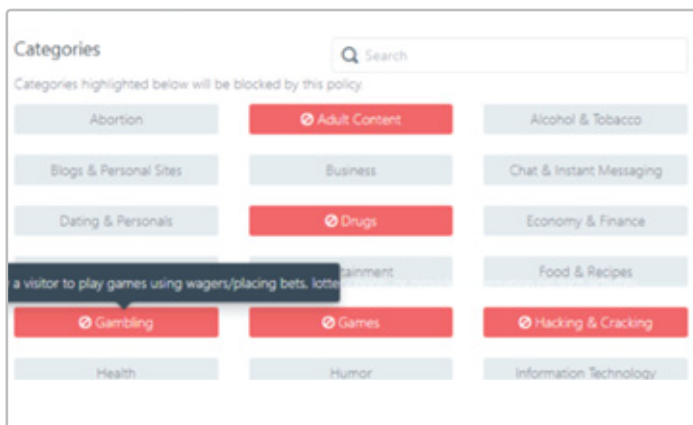 Categories
Search
Categories highlighted below will be blocked by this policy.
Abortion
Adult Content
Alcohol & Tobacco
Blogs & Personal Sites
Business
Chat & Instant Messaging
Dating & Personals
Drugs
Economy & Finance
a visitor to play games using wagers/placing bets, lotte
tainment
Food & Recipes
Gambling
Games
Hacking & Cracking
Health
Humor
Information Technology